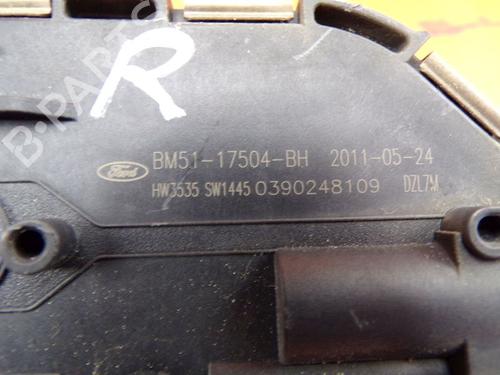 B-PARTS
R
Ford
BM51-17504-BH 2011-05-24
HW3535 SW1445 0390248109 DZL7M